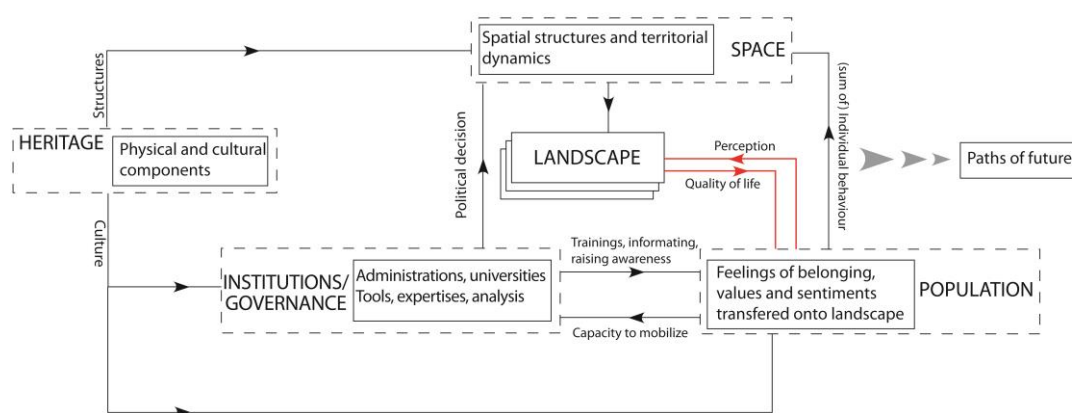 Spatial structures and territorial
dynamics
SPACE
Structures
HERITAGE
Physical and cultural
components
Political decision
LANDSCAPE
Perception
Quality of life
(sum of) Individual behaviour
Paths of future
Culture
INSTITUTIONS/
GOVERNANCE
Administrations, universities
Tools, expertises, analysis
Trainings, informating,
raising awareness
Capacity to mobilize
Feelings of belonging,
values and sentiments
transfered onto landscape
POPULATION